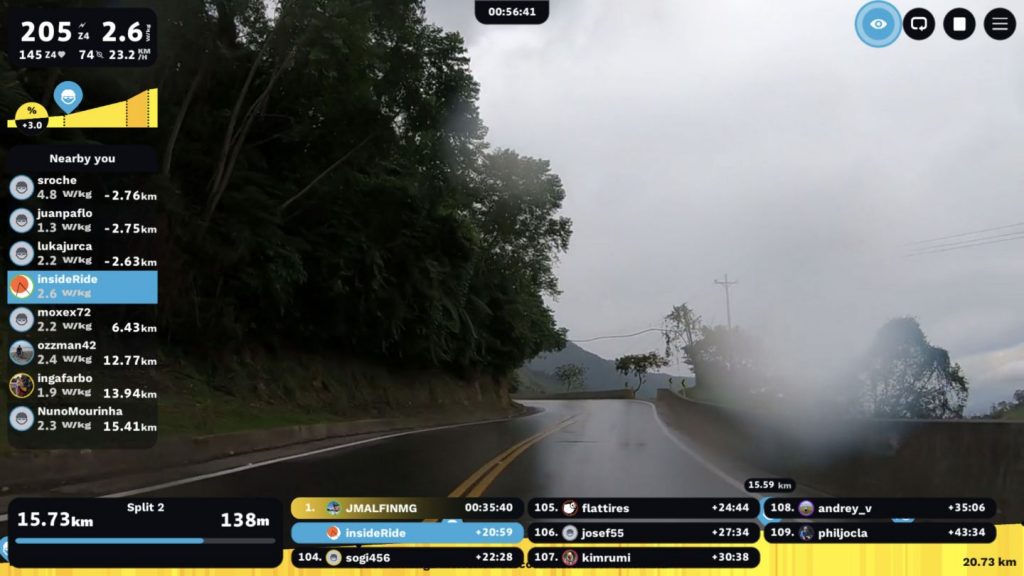 205 Z4 2.6 W/KG
145 Z4 74 23.2 KM/H
00:56:41
%
+3.0
Nearby you
sroche
4.8 W/kg -2.76km
juanpaflo
1.3 W/kg -2.75km
lukajurca
2.2 W/kg -2.63km
insideRide
2.6 W/kg
moxex72
2.2 W/kg 6.43km
ozzman42
2.4 W/kg 12.77km
ingafarbo
1.9 W/kg 13.94km
NunoMourinha
2.3 W/kg 15.41km
15.59 km
Split 2
15.73km 138m
1. JMALFINMG 00:35:40
insideRide +20:59
104. sogi456 +22:28
105. flattires +24:44
106. josef55 +27:34
107. kimrumi +30:38
108. andrey_v +35:06
109. philjocla +43:34
20.73 km